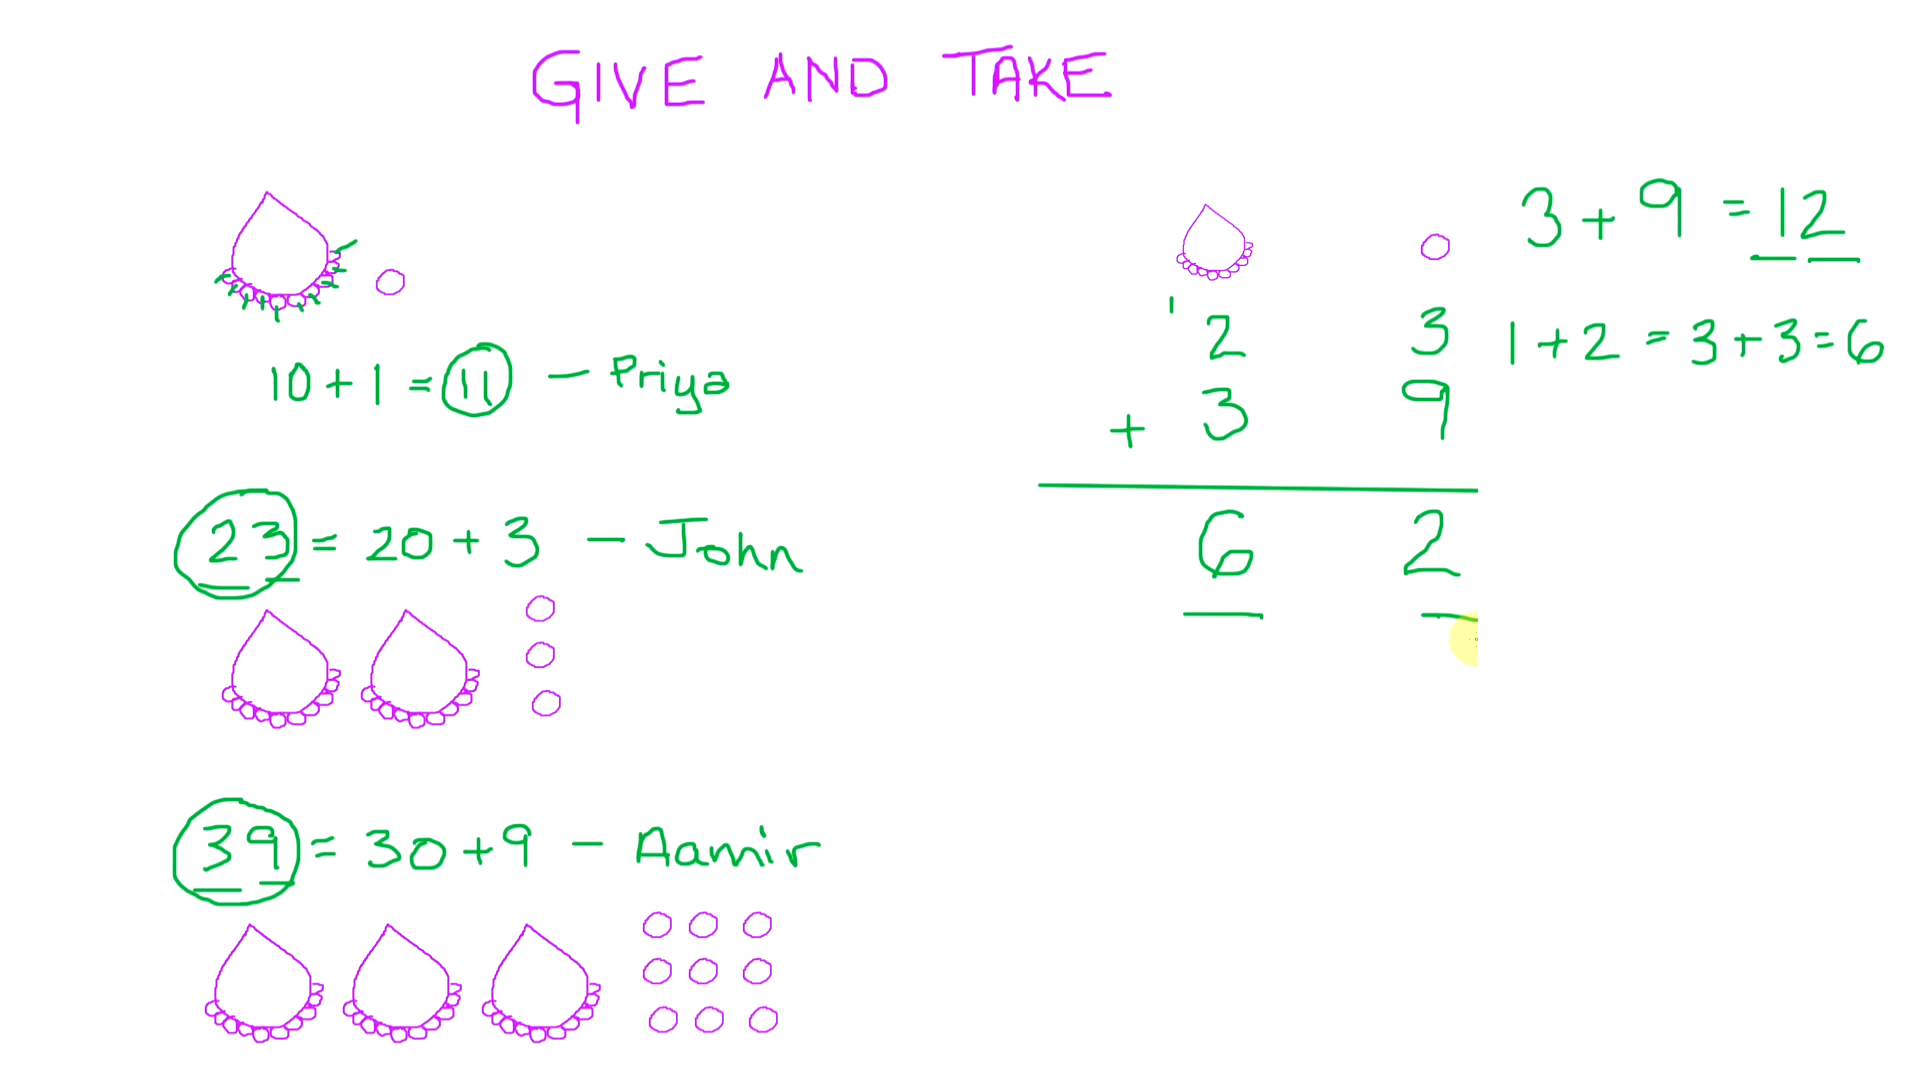 GIVE AND TAKE
10 + 1 = 11 - Priya
23 = 20 + 3 - John
39 = 30 + 9 - Aamir
1
2 3
+ 3 9
6 2
3 + 9 = 12
1 + 2 = 3 + 3 = 6